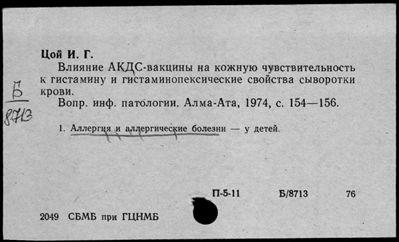 Цой И. Г.
Влияние АКДС-вакцины на кожную чувствительность
к гистамину и гистаминопексические свойства сыворотки
крови.
Вопр. инф. патологии. Алма-Ата, 1974, с. 154—156.
Б
8713
1. Аллергия и аллергические болезни — у детей.
П-5-11 Б/8713 76
2049 СБМБ при ГЦНМБ